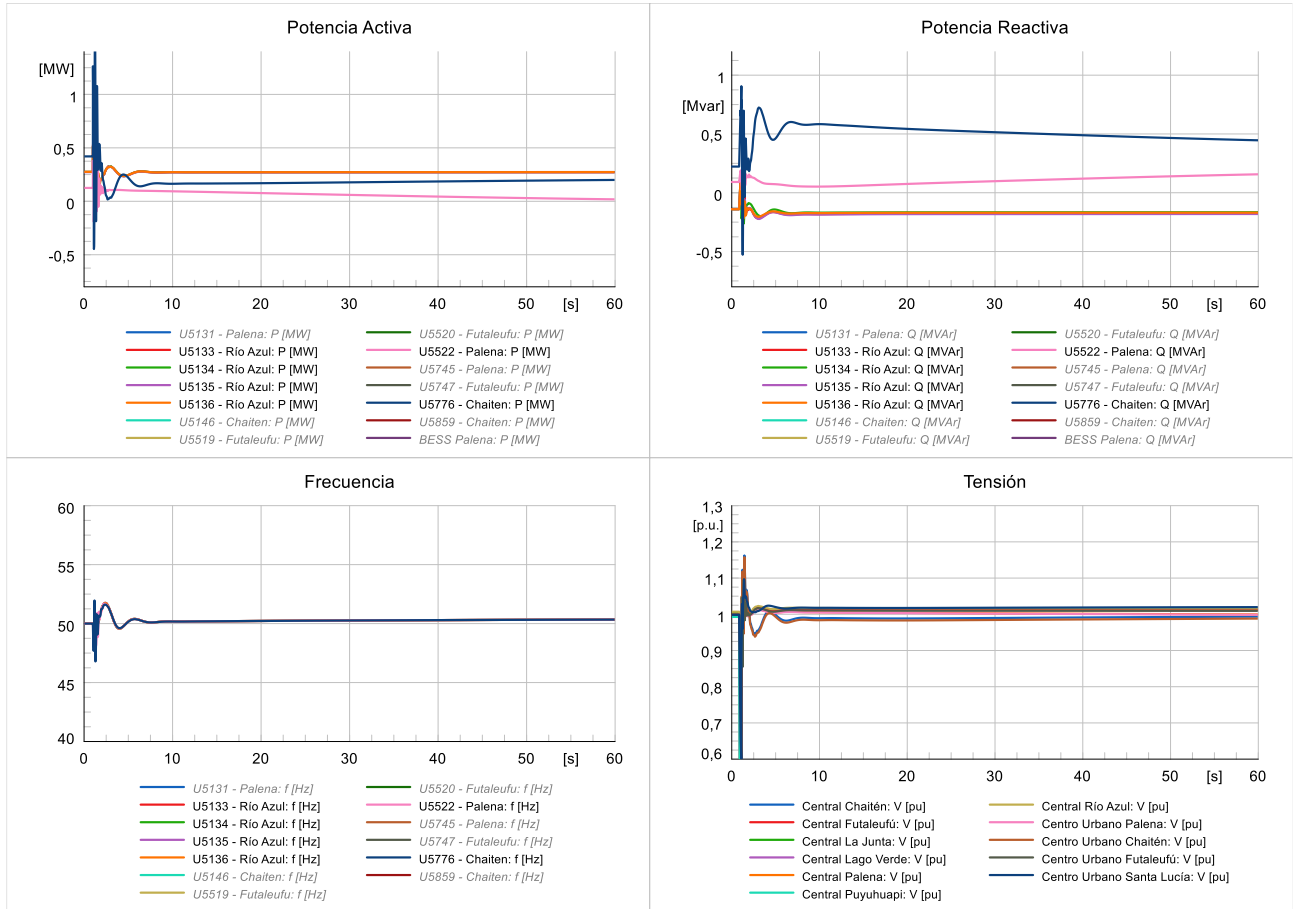 Potencia Activa
[MW]
1
0,5
0
-0,5
0 10 20 30 40 [s] 60
U5131 - Palena: P [MW]
U5133 - Río Azul: P [MW]
U5134 - Río Azul: P [MW]
U5135 - Río Azul: P [MW]
U5136 - Río Azul: P [MW]
U5146 - Chaiten: P [MW]
U5519 - Futaleufu: P [MW]
U5520 - Futaleufu: P [MW]
U5522 - Palena: P [MW]
U5745 - Palena: P [MW]
U5747 - Futaleufu: P [MW]
U5776 - Chaiten: P [MW]
U5859 - Chaiten: P [MW]
BESS Palena: P [MW]
Potencia Reactiva
1
[Mvar]
0,5
0
-0,5
0 10 20 30 40 50 [s] 60
U5131 - Palena: Q [MVAr]
U5133 - Río Azul: Q [MVAr]
U5134 - Río Azul: Q [MVAr]
U5135 - Río Azul: Q [MVAr]
U5136 - Río Azul: Q [MVAr]
U5146 - Chaiten: Q [MVAr]
U5519 - Futaleufu: Q [MVAr]
U5520 - Futaleufu: Q [MVAr]
U5522 - Palena: Q [MVAr]
U5745 - Palena: Q [MVAr]
U5747 - Futaleufu: Q [MVAr]
U5776 - Chaiten: Q [MVAr]
U5859 - Chaiten: Q [MVAr]
BESS Palena: Q [MVAr]
Frecuencia
60
55
50
45
40
0 10 20 30 40 50 [s] 60
U5131 - Palena: f [Hz]
U5133 - Río Azul: f [Hz]
U5134 - Río Azul: f [Hz]
U5135 - Río Azul: f [Hz]
U5136 - Río Azul: f [Hz]
U5146 - Chaiten: f [Hz]
U5519 - Futaleufu: f [Hz]
U5520 - Futaleufu: f [Hz]
U5522 - Palena: f [Hz]
U5745 - Palena: f [Hz]
U5747 - Futaleufu: f [Hz]
U5776 - Chaiten: f [Hz]
U5859 - Chaiten: f [Hz]
Tensión
1,3
[p.u.]
1,2
1,1
1
0,9
0,8
0,7
0,6
0 10 20 30 40 50 [s] 60
Central Chaitén: V [pu]
Central Futaleufú: V [pu]
Central La Junta: V [pu]
Central Lago Verde: V [pu]
Central Palena: V [pu]
Central Puyuhuapi: V [pu]
Central Río Azul: V [pu]
Centro Urbano Palena: V [pu]
Centro Urbano Chaitén: V [pu]
Centro Urbano Futaleufú: V [pu]
Centro Urbano Santa Lucía: V [pu]